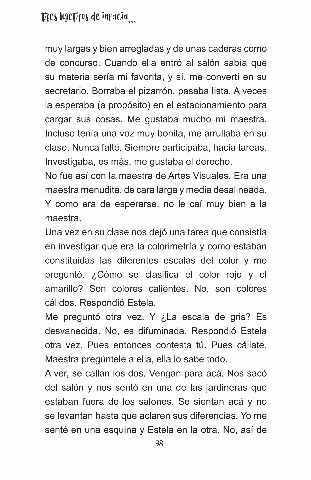 Tres lagartijas de infancia...
muy largas y bien arregladas y de unas caderas como
de concurso. Cuando ella entró al salón sabía que
su materia sería mi favorita, y sí, me convertí en su
secretario. Borraba el pizarrón, pasaba lista. A veces
la esperaba (a propósito) en el estacionamiento para
cargar sus cosas. Me gustaba mucho mi maestra.
Incluso tenía una voz muy bonita, me arrullaba en su
clase. Nunca falté. Siempre participaba, hacía tareas.
Investigaba, es más, me gustaba el derecho.
No fue así con la maestra de Artes Visuales. Era una
maestra menudita, de cara larga y media desalineada.
Y como era de esperarse, no le caí muy bien a la
maestra.
Una vez en su clase nos dejó una tarea que consistía
en investigar que era la colorimetría y como estaban
constituidas las diferentes escalas del color y me
preguntó. ¿Cómo se clasifica el color rojo y el
amarillo? Son colores calientes. No, son colores
cálidos. Respondió Estela.
Me preguntó otra vez. Y ¿La escala de gris? Es
desvanecida. No, es difuminada. Respondió Estela
otra vez. Pues entonces contesta tú. Pues cállate.
Maestra pregúntele a ella, ella lo sabe todo.
A ver, se callan los dos. Vengan para acá. Nos sacó
del salón y nos sentó en una de las jardineras que
estaban fuera de los salones. Se sientan acá y no
se levantan hasta que aclaren sus diferencias. Yo me
senté en una esquina y Estela en la otra. No, así de
98